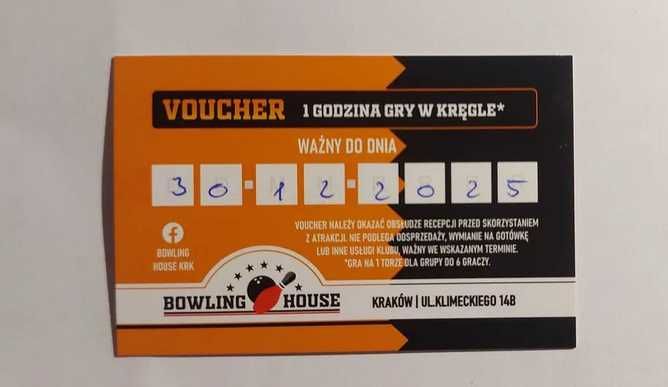 VOUCHER 1 GODZINA GRY W KRĘGLE*
WAŻNY DO DNIA
30-12-2025
VOUCHER NALEŻY OKAZAĆ OBSŁUDZE RECEPCJI PRZED SKORZYSTANIEM
Z ATRAKCJI. NIE PODLEGA ODSPRZEDAŻY, WYMIANIE NA GOTÓWKĘ
LUB INNE USŁUGI KLUBU, WAŻNY WE WSKAZANYM TERMINIE.
*GRA NA 1 TORZE DLA GRUPY DO 6 GRACZY.
BOWLING
HOUSE KRK
BOWLING HOUSE
KRAKÓW | UL.KLIMECKIEGO 14B